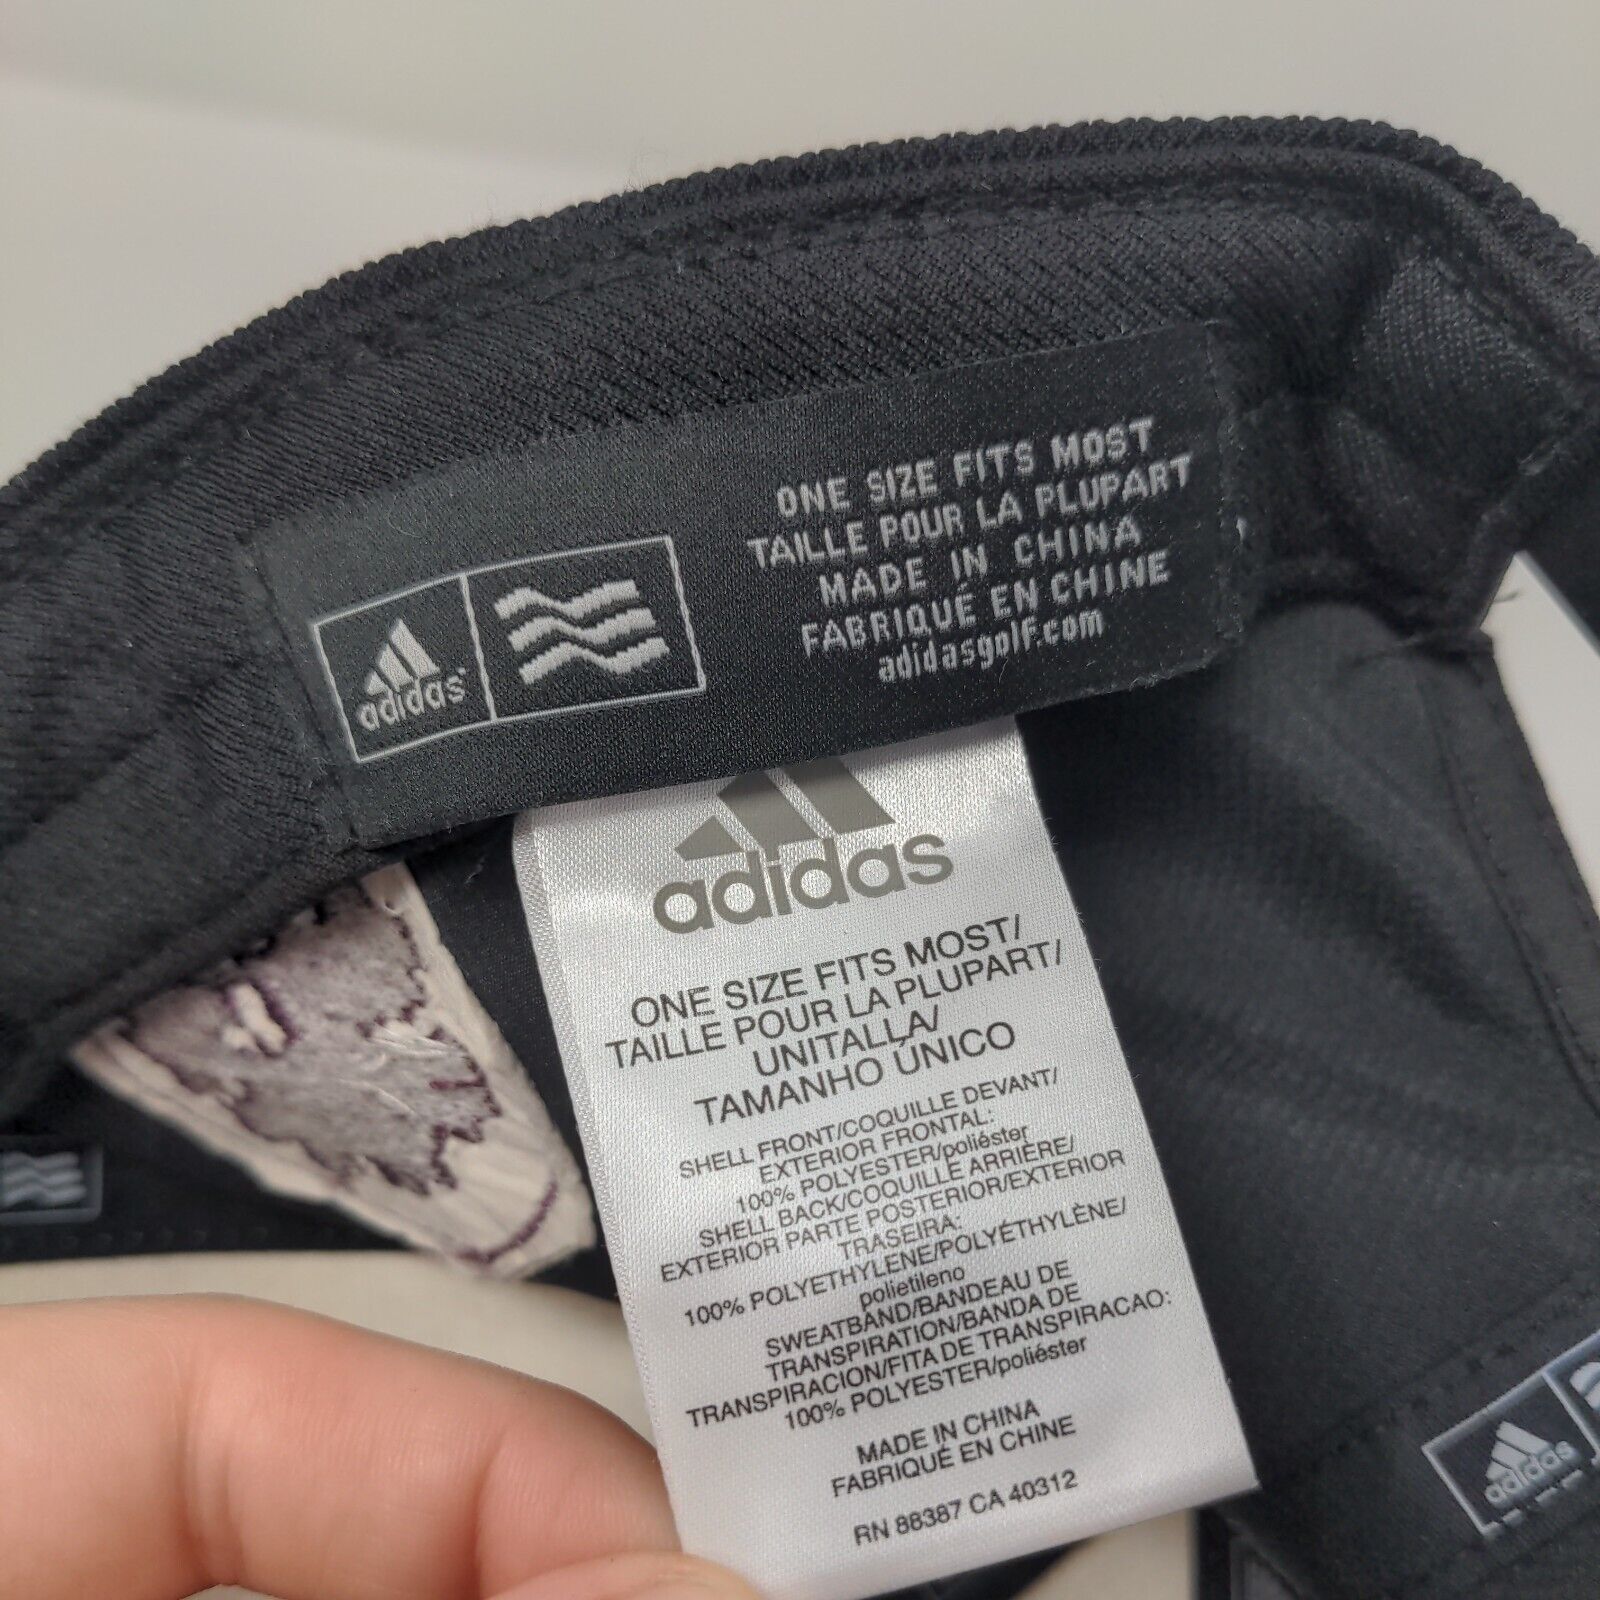 adidas
ONE SIZE FITS MOST
TAILLE POUR LA PLUPART
MADE IN CHINA
FABRIQUÉ EN CHINE
adidasgolf.com
adidas
ONE SIZE FITS MOST/
TAILLE POUR LA PLUPART/
UNITALLA/
TAMANHO ÚNICO
SHELL FRONT/COQUILLE DEVANT/
EXTERIOR FRONTAL:
100% POLYESTER/poliéster
SHELL BACK/COQUILLE ARRIÈRE/
EXTERIOR PARTE POSTERIOR/EXTERIOR
TRASEIRA:
100% POLYETHYLENE/POLYÉTHYLÈNE/
polietileno
SWEATBAND/BANDEAU DE
TRANSPIRATION/BANDA DE
TRANSPIRACION/FITA DE TRANSPIRACAO:
100% POLYESTER/poliéster
MADE IN CHINA
FABRIQUÉ EN CHINE
RN 88387 CA 40312
adidas